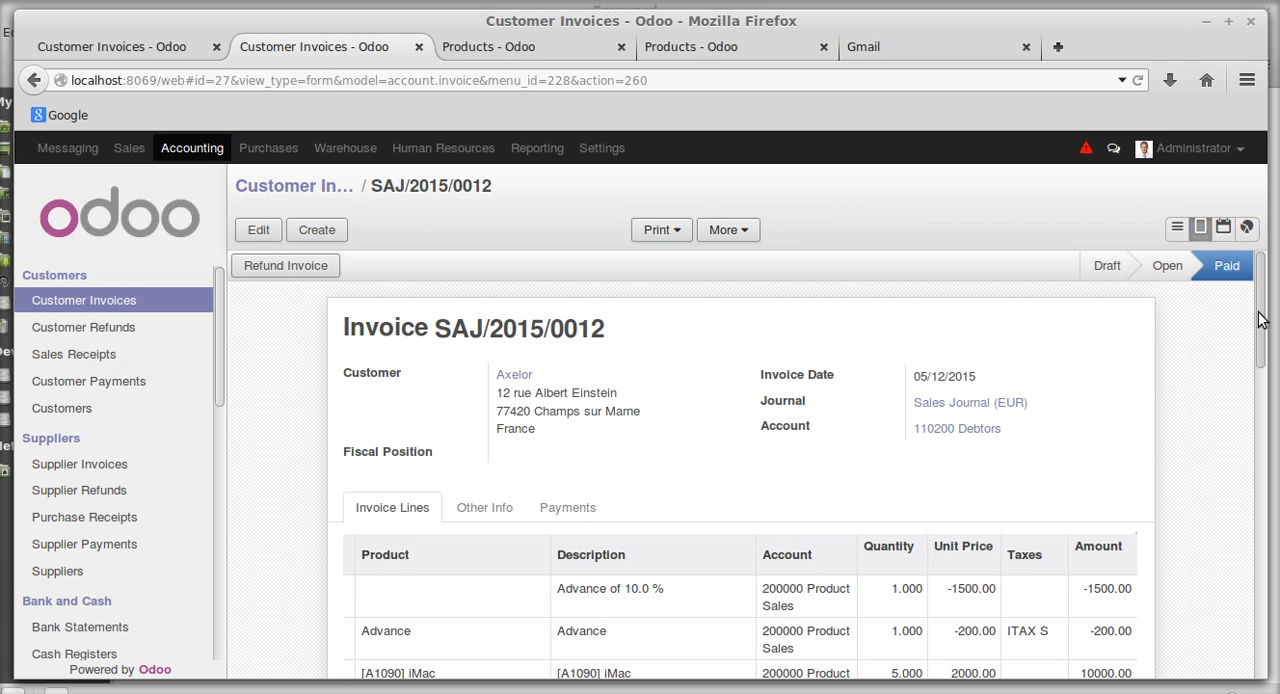 Customer Invoices - Odoo - Mozilla Firefox
Customer Invoices - Odoo
Customer Invoices - Odoo
Products - Odoo
Products - Odoo
Gmail
localhost:8069/web#id=27&view_type=form&model=account.invoice&menu_id=228&action=260
Google
Messaging Sales Accounting Purchases Warehouse Human Resources Reporting Settings Administrator
odoo
Customer In... / SAJ/2015/0012
Edit Create Print More
Refund Invoice Draft Open Paid
Customers
Customer Invoices
Customer Refunds
Sales Receipts
Customer Payments
Customers
Suppliers
Supplier Invoices
Supplier Refunds
Purchase Receipts
Supplier Payments
Suppliers
Bank and Cash
Bank Statements
Cash Registers
Powered by Odoo
Invoice SAJ/2015/0012
Customer
Axelor
12 rue Albert Einstein
77420 Champs sur Marne
France
Fiscal Position
Invoice Date 05/12/2015
Journal Sales Journal (EUR)
Account 110200 Debtors
Invoice Lines Other Info Payments
Product Description Account Quantity Unit Price Taxes Amount
Advance of 10.0 % 200000 Product Sales 1.000 -1500.00 -1500.00
Advance Advance 200000 Product Sales 1.000 -200.00 ITAX S -200.00
[A1090] iMac [A1090] iMac 200000 Product 5.000 2000.00 10000.00